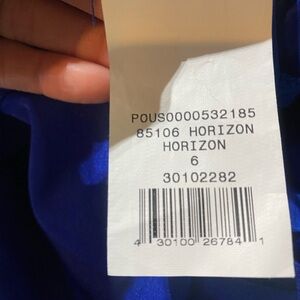 POUS0000532185
85106 HORIZON
HORIZON
6
30102282
4 30100 26784 1